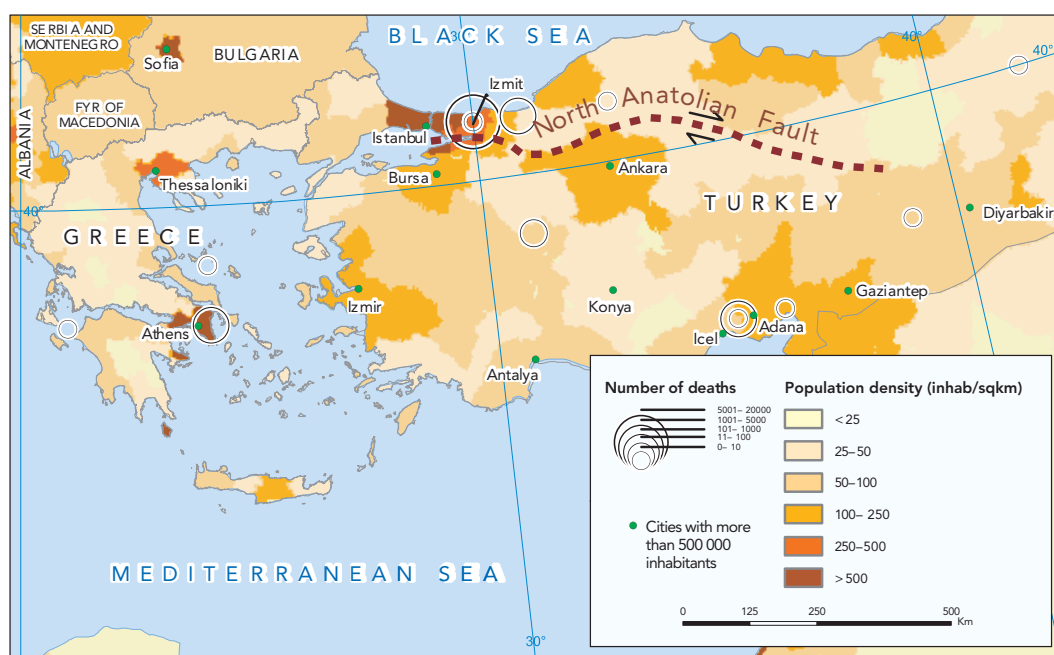 SERBIA AND
MONTENEGRO
Sofia
BULGARIA
BLACK SEA
30°
40°
40°
FYR OF
MACEDONIA
ALBANIA
Izmit
North Anatolian Fault
Istanbul
Thessaloniki
Bursa
Ankara
40°
TURKEY
Diyarbakir
GREECE
Izmir
Konya
Gaziantep
Athens
Icel
Adana
Antalya
MEDITERRANEAN SEA
30°
40°
Number of deaths
5001– 20000
1001– 5000
101– 1000
11– 100
0– 10
Cities with more
than 500 000
inhabitants
Population density (inhab/sqkm)
<25
25–50
50–100
100– 250
250–500
>500
0 125 250 500
Km